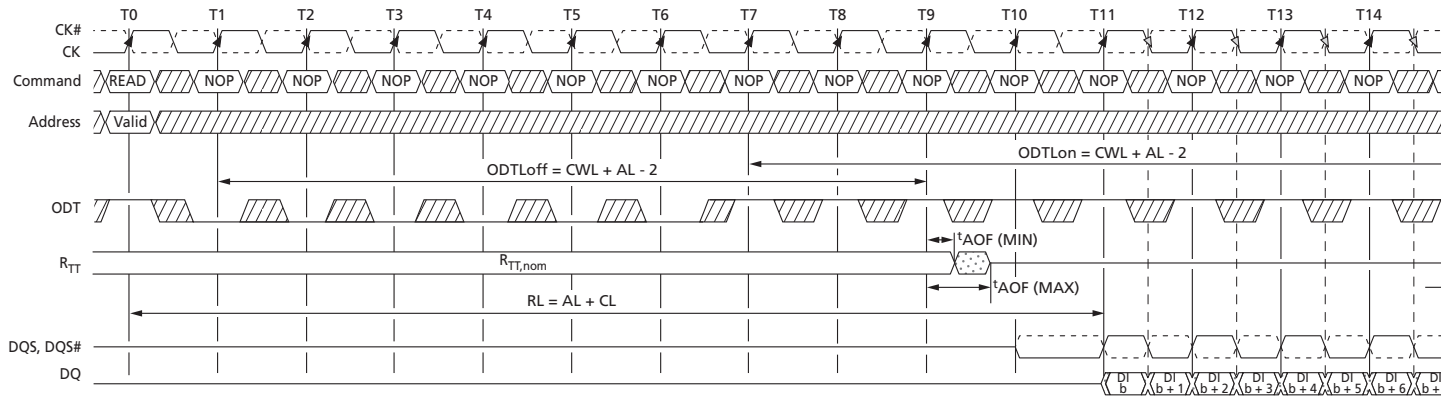 T0 T1 T2 T3 T4 T5 T6 T7 T8 T9 T10 T11 T12 T13 T14
CK#
CK
Command READ NOP NOP NOP NOP NOP NOP NOP NOP NOP NOP NOP NOP NOP NOP
Address Valid
ODTLon = CWL + AL - 2
ODTLoff = CWL + AL - 2
ODT
tAOF (MIN)
RTT RTT,nom
tAOF (MAX)
RL = AL + CL
DQS, DQS#
DQ
DI b DI b + 1 DI b + 2 DI b + 3 DI b + 4 DI b + 5 DI b + 6 DI b +